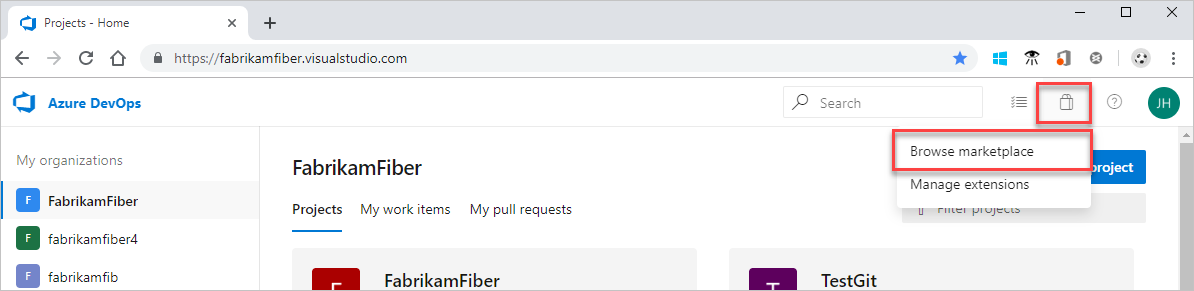 Projects - Home
https://fabrikamfiber.visualstudio.com
Azure DevOps
Search
JH
Browse marketplace
Manage extensions
project
Filter projects
My organizations
F FabrikamFiber
F fabrikamfiber4
F fabrikamfib
FabrikamFiber
Projects My work items My pull requests
FabrikamFiber
T TestGit